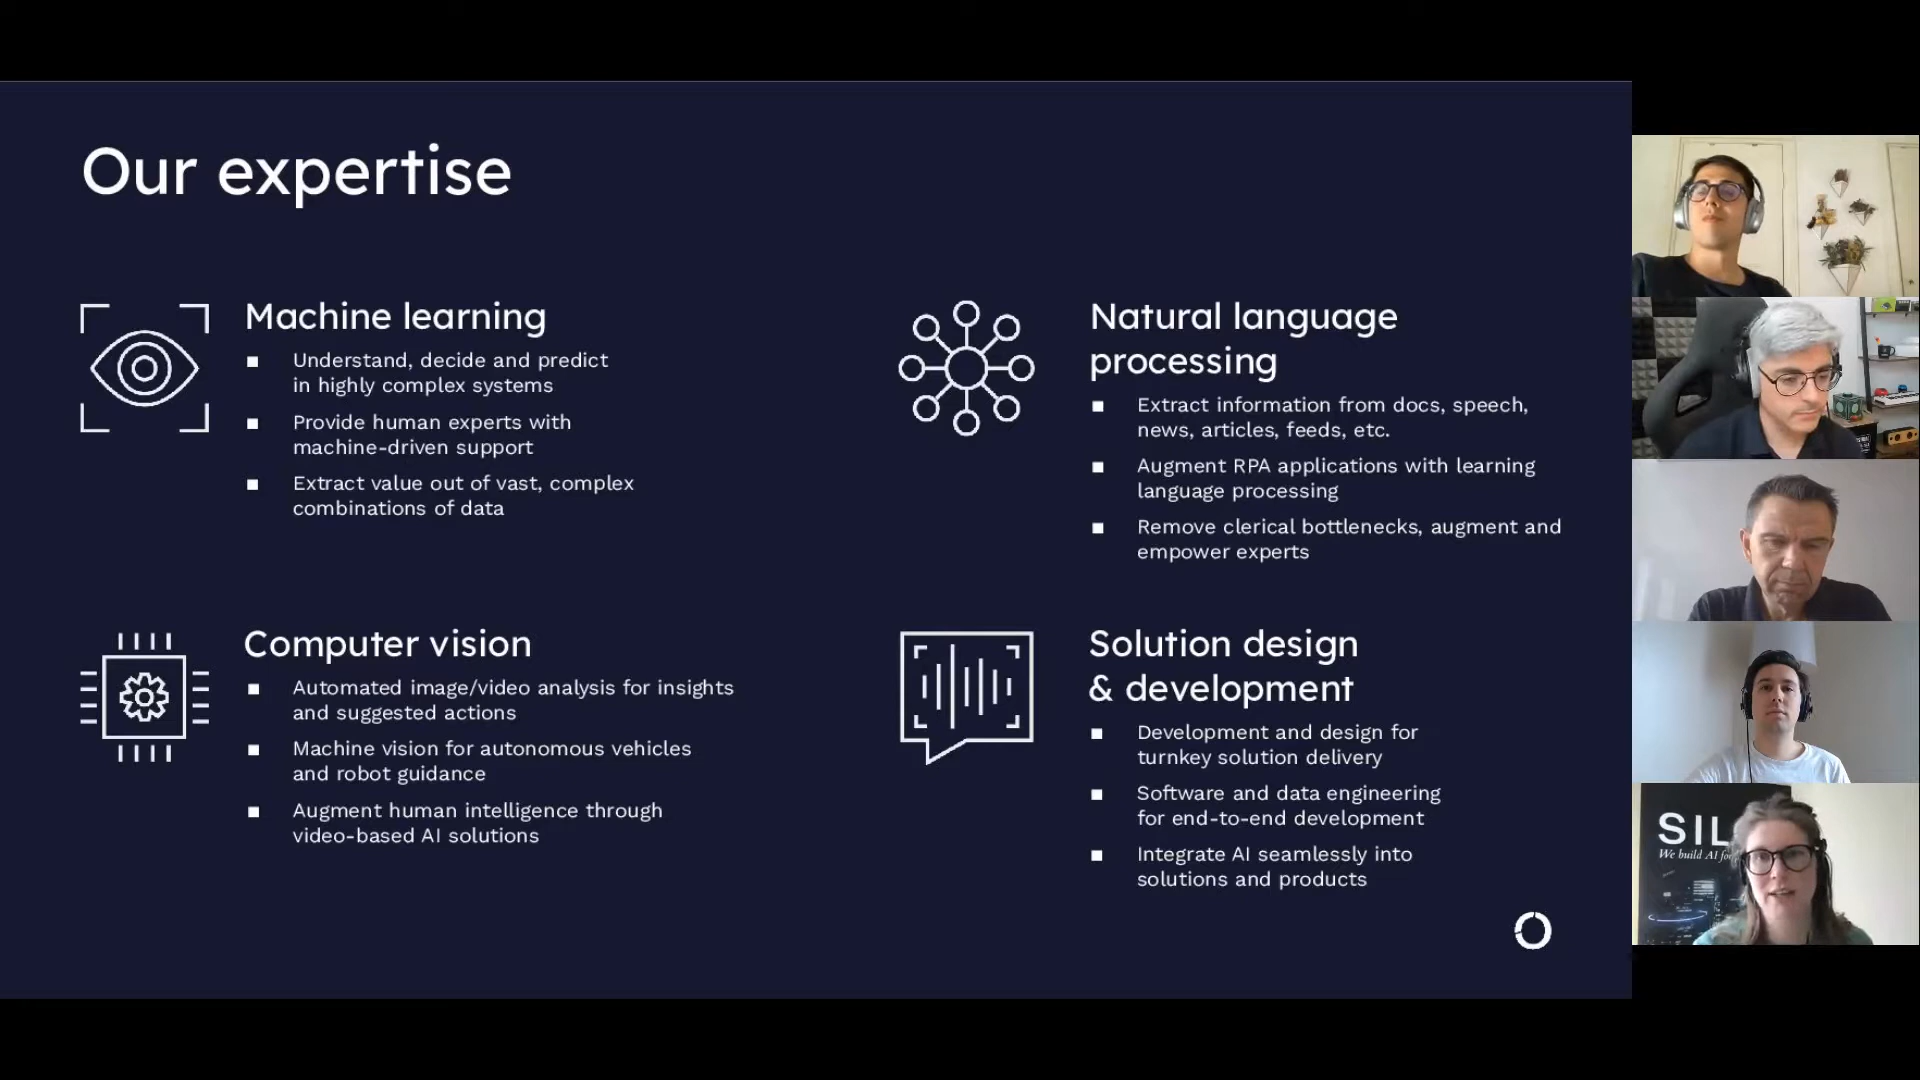 Our expertise
Machine learning
■ Understand, decide and predict
in highly complex systems
■ Provide human experts with
machine-driven support
■ Extract value out of vast, complex
combinations of data
Natural language
processing
■ Extract information from docs, speech,
news, articles, feeds, etc.
■ Augment RPA applications with learning
language processing
■ Remove clerical bottlenecks, augment and
empower experts
Computer vision
■ Automated image/video analysis for insights
and suggested actions
■ Machine vision for autonomous vehicles
and robot guidance
■ Augment human intelligence through
video-based AI solutions
Solution design
& development
■ Development and design for
turnkey solution delivery
■ Software and data engineering
for end-to-end development
■ Integrate AI seamlessly into
solutions and products
SIL
We build AI for